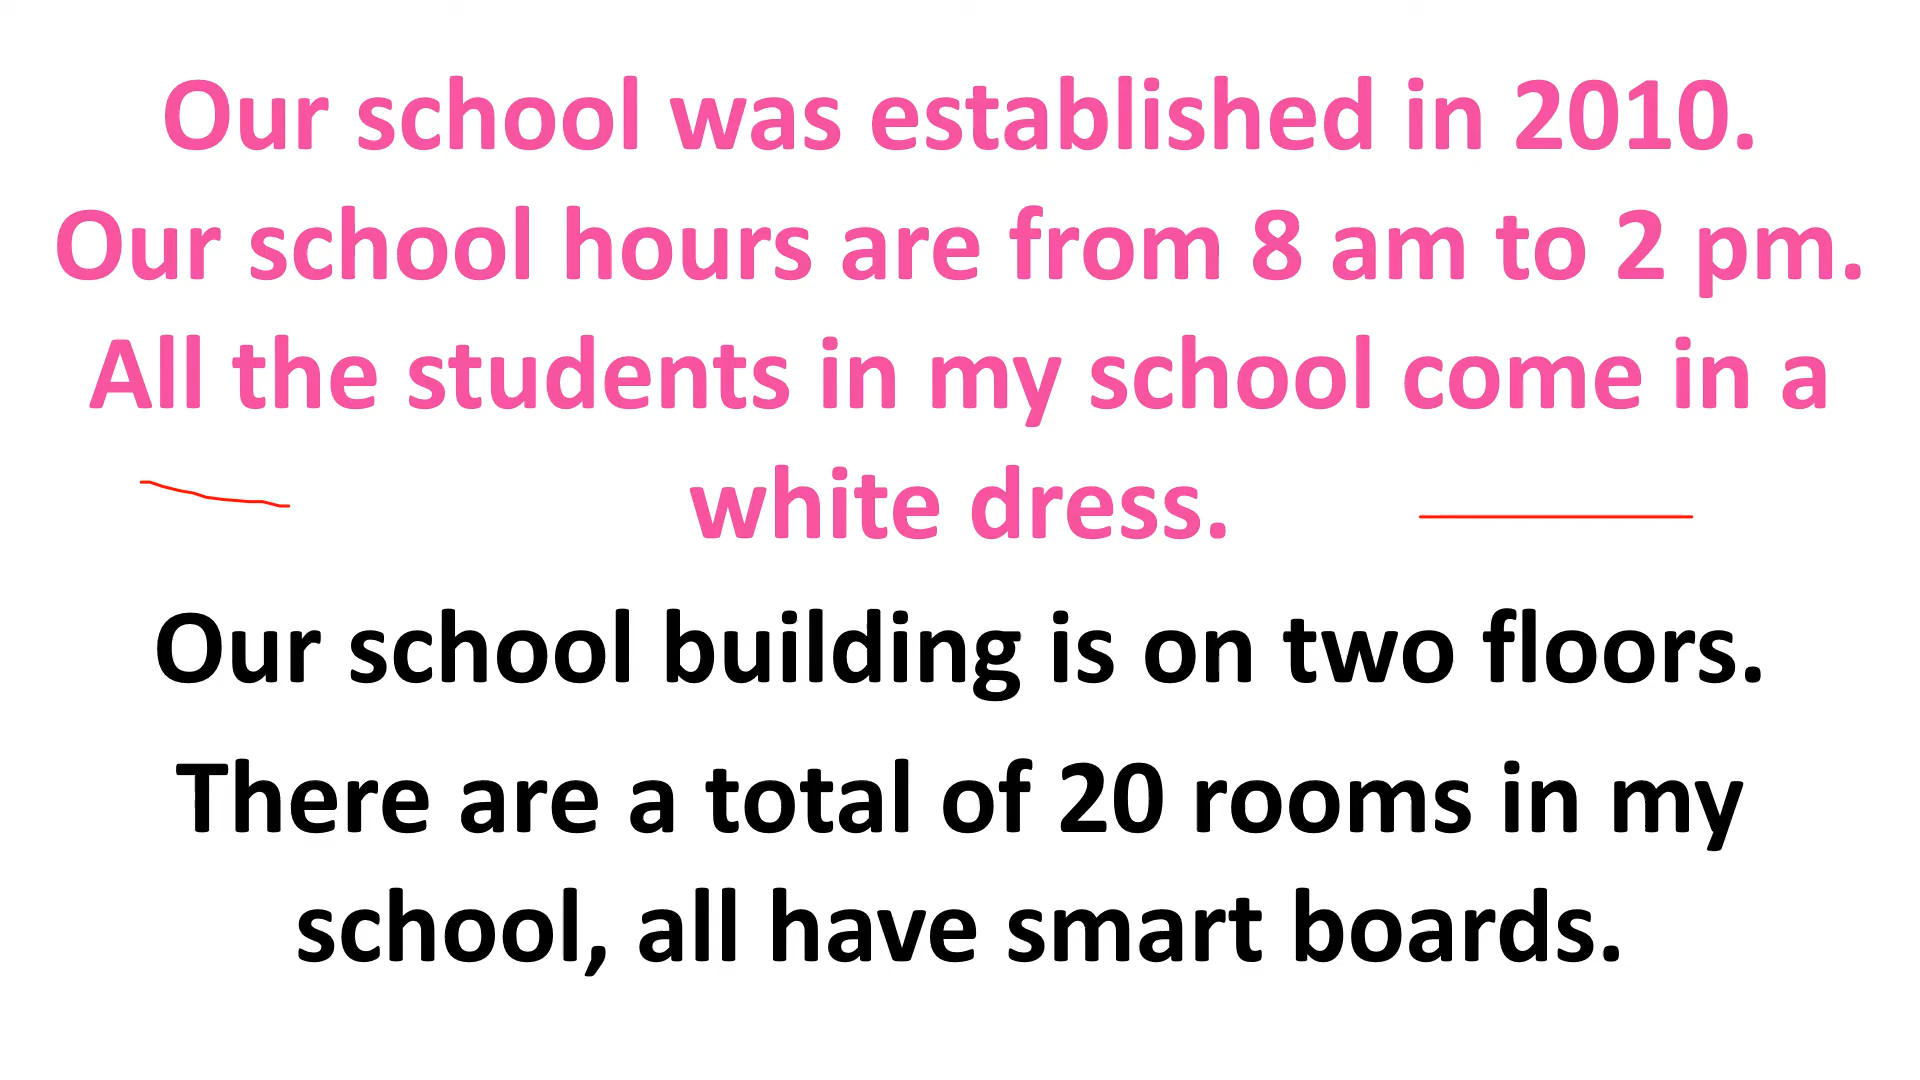 Our school was established in 2010.
Our school hours are from 8 am to 2 pm.
All the students in my school come in a
white dress.
Our school building is on two floors.
There are a total of 20 rooms in my
school, all have smart boards.